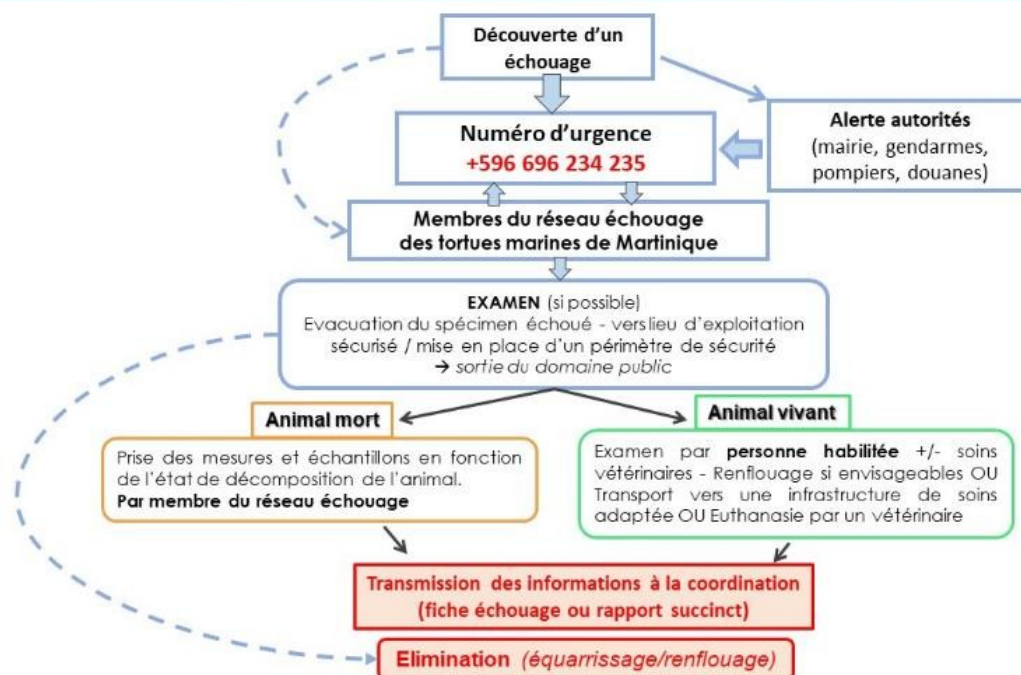 Découverte d'un
échouage
Alerte autorités
(mairie, gendarmes,
pompiers, douanes)
Numéro d'urgence
+596 696 234 235
Membres du réseau échouage
des tortues marines de Martinique
EXAMEN (si possible)
Evacuation du spécimen échoué - vers lieu d'exploitation
sécurisé / mise en place d'un périmètre de sécurité
→ sortie du domaine public
Animal mort
Prise des mesures et échantillons en fonction
de l'état de décomposition de l'animal.
Par membre du réseau échouage
Animal vivant
Examen par personne habilitée +/- soins
vétérinaires - Renflouage si envisageables OU
Transport vers une infrastructure de soins
adaptée OU Euthanasie par un vétérinaire
Transmission des informations à la coordination
(fiche échouage ou rapport succinct)
Elimination (équarrissage/renflouage)